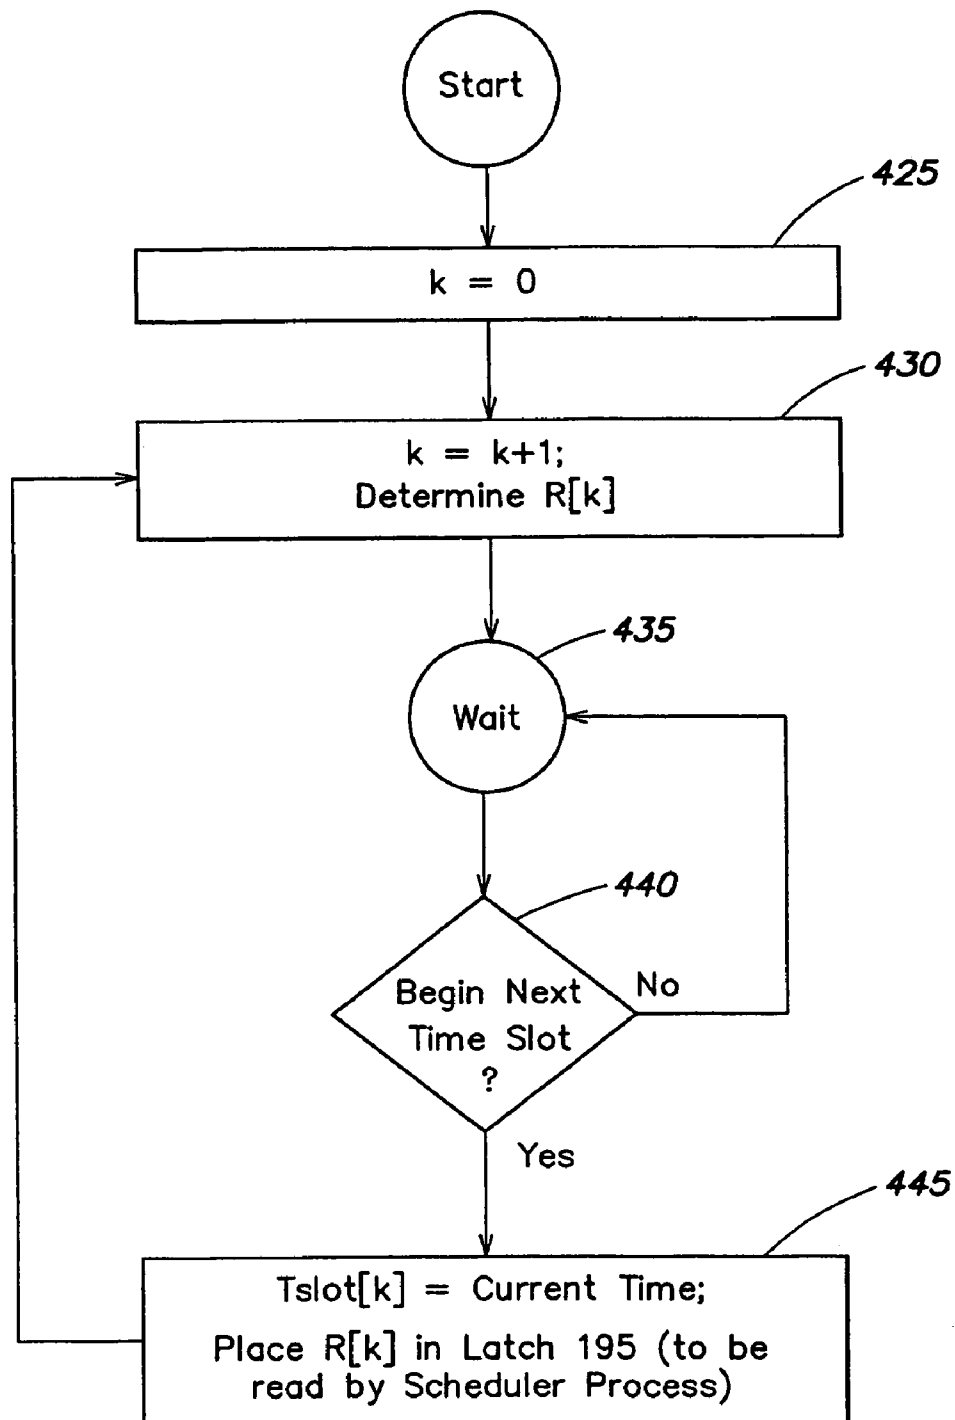 Start
425
k = 0
430
k = k+1;
Determine R[k]
435
Wait
440
Begin Next
Time Slot
?
No
Yes
445
Tslot[k] = Current Time;
Place R[k] in Latch 195 (to be
read by Scheduler Process)